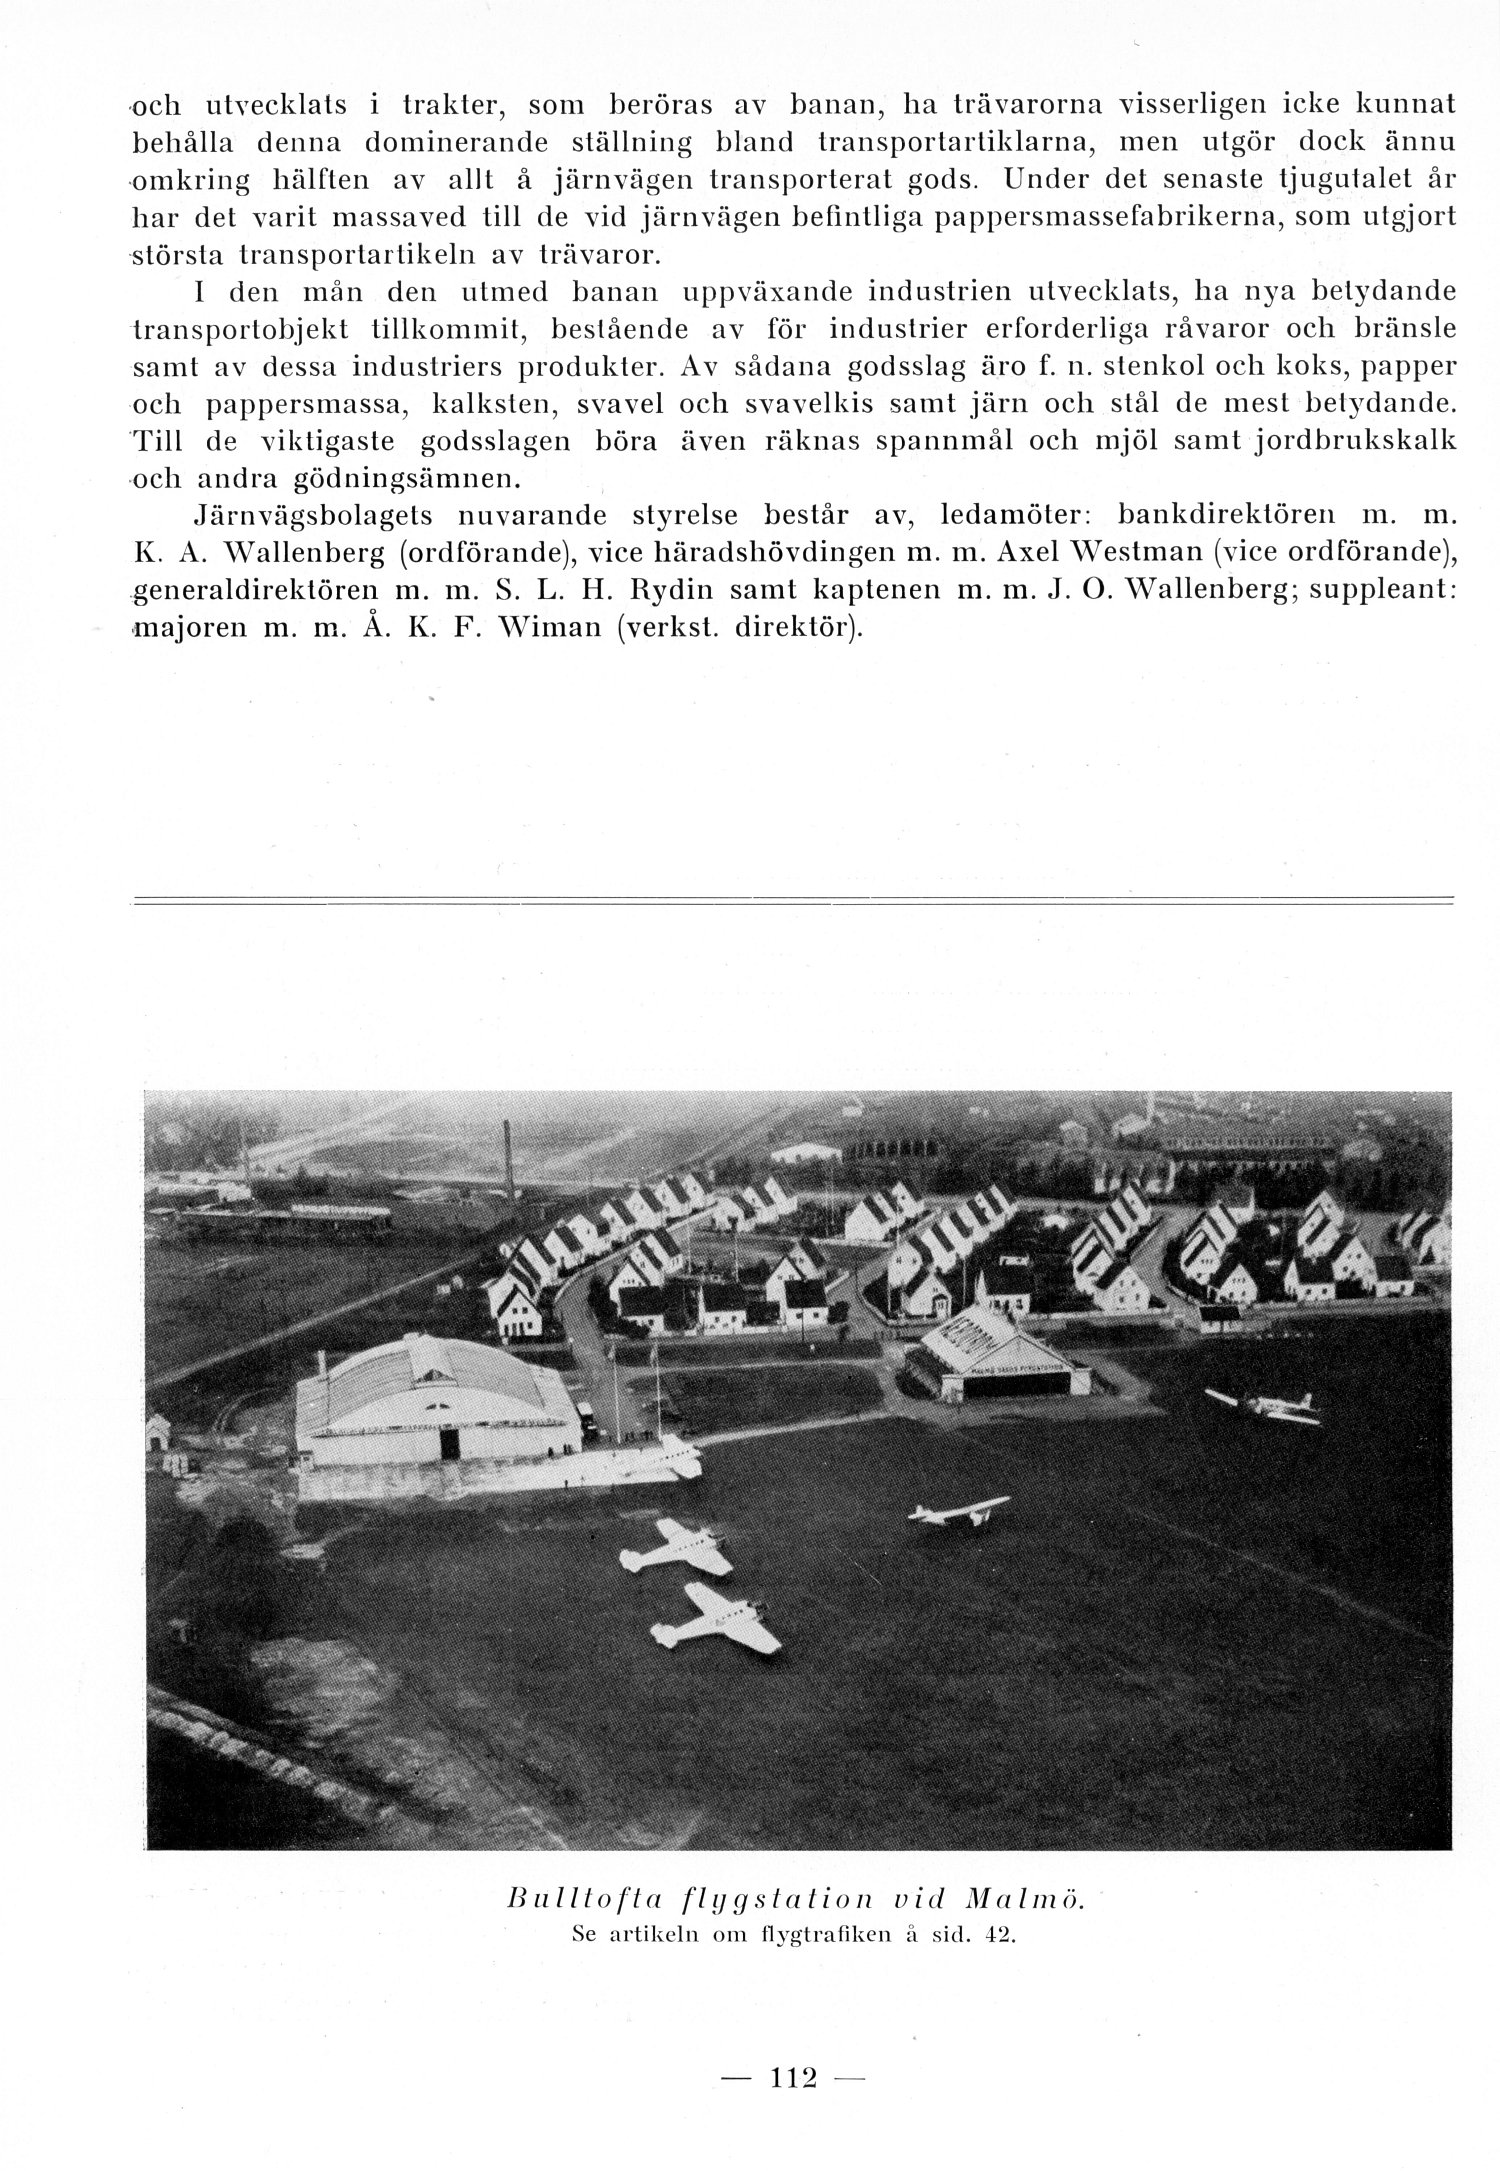 och utvecklats i trakter, som beröras av banan, ha trävarorna visserligen icke kunnat
behålla denna dominerande ställning bland transportartiklarna, men utgör dock ännu
omkring hälften av allt å järnvägen transporterat gods. Under det senaste tjugutalet år
har det varit massaved till de vid järnvägen befintliga pappersmassefabrikerna, som utgjort
största transportartikeln av trävaror.
I den mån den utmed banan uppväxande industrien utvecklats, ha nya betydande
transportobjekt tillkommit, bestående av för industrier erforderliga råvaror och bränsle
samt av dessa industriers produkter. Av sådana godsslag äro f. n. stenkol och koks, papper
och pappersmassa, kalksten, svavel och svavelkis samt järn och stål de mest betydande.
Till de viktigaste godsslagen böra även räknas spannmål och mjöl samt jordbrukskalk
och andra gödningsämnen.
Järnvägsbolagets nuvarande styrelse består av, ledamöter: bankdirektören m. m.
K. A. Wallenberg (ordförande), vice häradshövdingen m. m. Axel Westman (vice ordförande),
generaldirektören m. m. S. L. H. Rydin samt kaptenen m. m. J. O. Wallenberg; suppleant:
majoren m. m. Å. K. F. Wiman (verkst. direktör).
MALMÖ
MALMÖ STADS FLYGSTATION
Bulltofta flygstation vid Malmö.
Se artikeln om flygtrafiken å sid. 42.
— 112 —